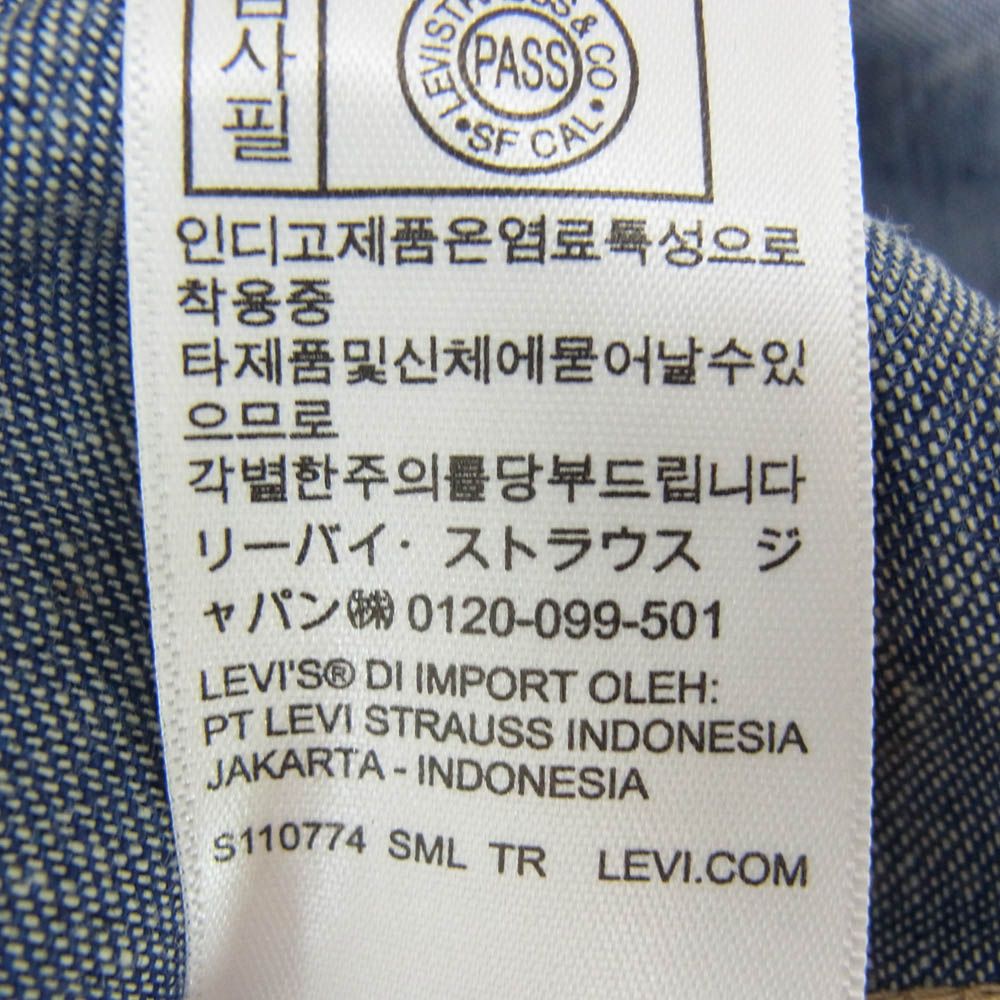 사
필
LEVI STRAUSS & CO
PASS
SF CAL
인디고제품은염료특성으로
착용중
타제품및신체에묻어날수있
으므로
각별한주의를당부드립니다
リーバイ・ストラウス ジ
ャパン㈱ 0120-099-501
LEVI'S® DI IMPORT OLEH:
PT LEVI STRAUSS INDONESIA
JAKARTA - INDONESIA
S110774 SML TR LEVI.COM